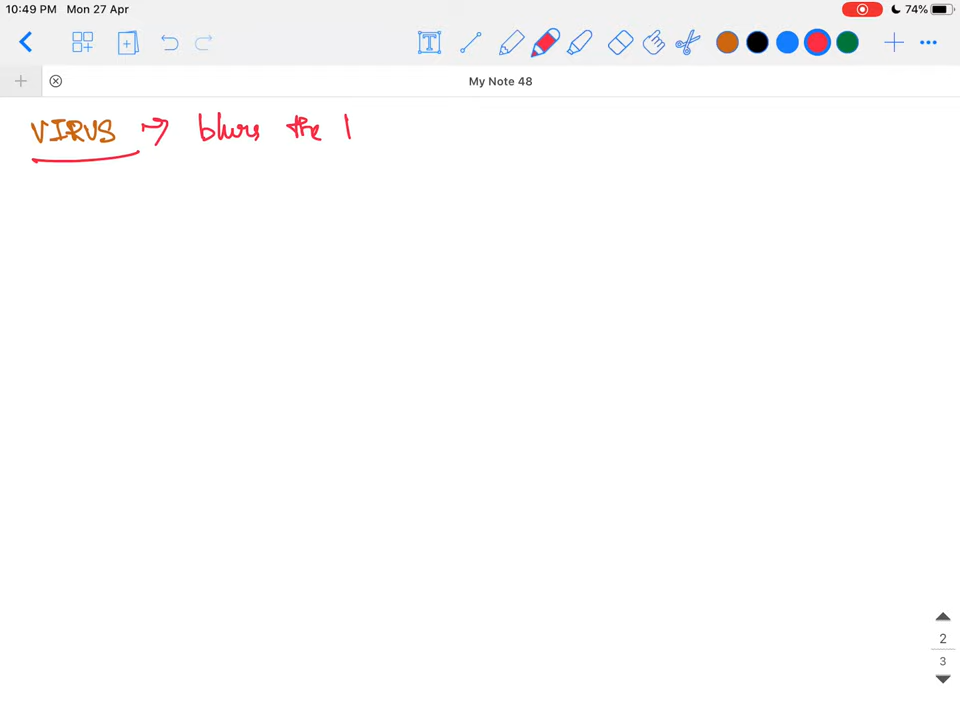 10:49 PM Mon 27 Apr 74%
My Note 48
VIRUS → blurs the l
2
3